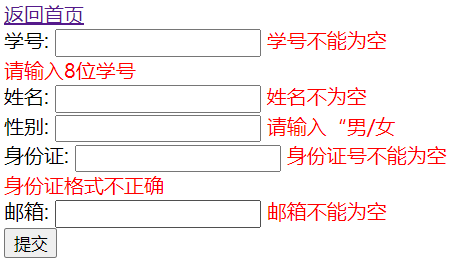 返回首页
学号: 学号不能为空
请输入8位学号
姓名: 姓名不为空
性别: 请输入“男/女
身份证: 身份证号不能为空
身份证格式不正确
邮箱: 邮箱不能为空
提交